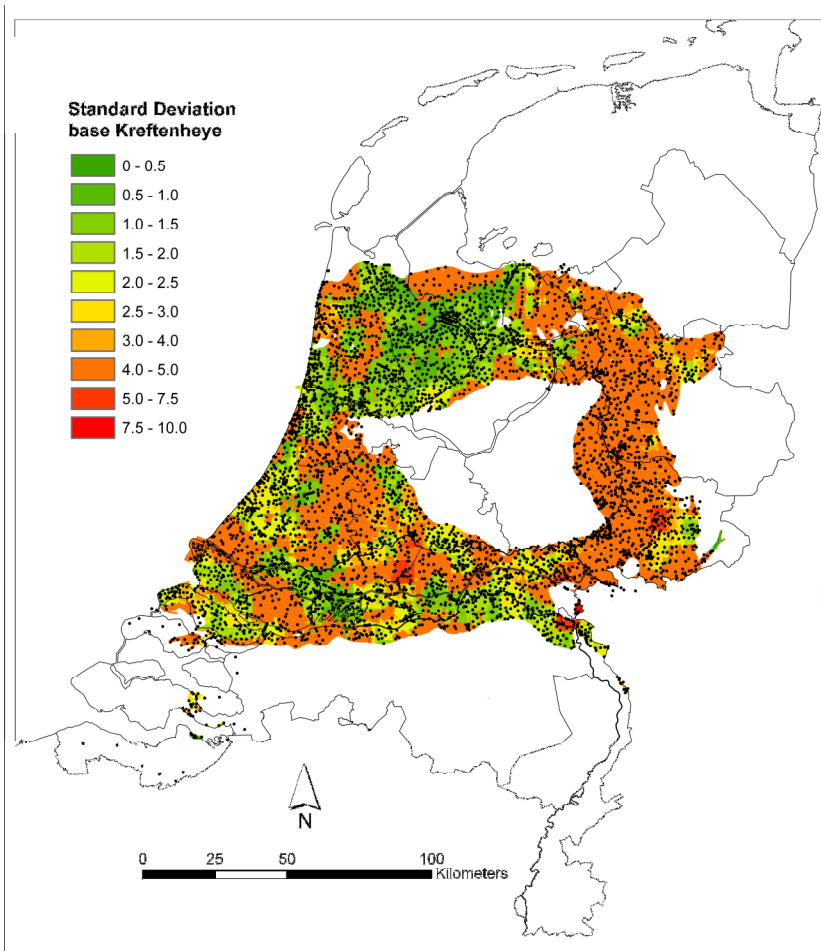 Standard Deviation
base Kreftenheye
0 - 0.5
0.5 - 1.0
1.0 - 1.5
1.5 - 2.0
2.0 - 2.5
2.5 - 3.0
3.0 - 4.0
4.0 - 5.0
5.0 - 7.5
7.5 - 10.0
N
0 25 50 100
Kilometers